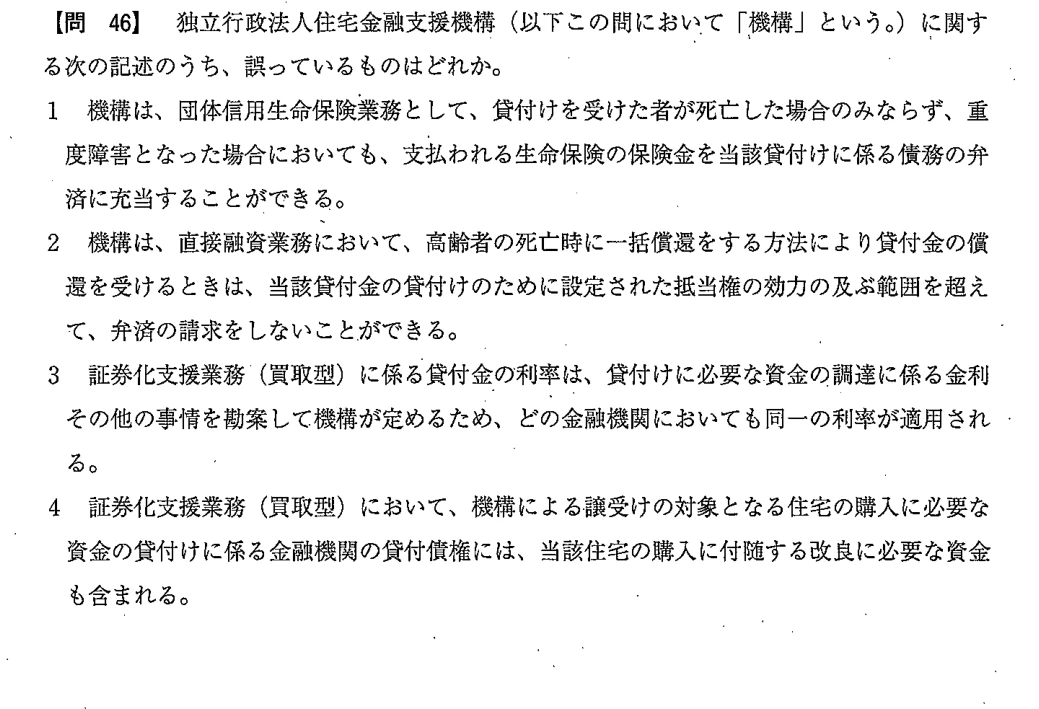 【問 46】 独立行政法人住宅金融支援機構（以下この問において「機構」という。）に関す
る次の記述のうち、誤っているものはどれか。
1 機構は、団体信用生命保険業務として、貸付けを受けた者が死亡した場合のみならず、重
度障害となった場合においても、支払われる生命保険の保険金を当該貸付けに係る債務の弁
済に充当することができる。
2 機構は、直接融資業務において、高齢者の死亡時に一括償還をする方法により貸付金の償
還を受けるときは、当該貸付金の貸付けのために設定された抵当権の効力の及ぶ範囲を超え
て、弁済の請求をしないことができる。
3 証券化支援業務（買取型）に係る貸付金の利率は、貸付けに必要な資金の調達に係る金利
その他の事情を勘案して機構が定めるため、どの金融機関においても同一の利率が適用され
る。
4 証券化支援業務（買取型）において、機構による譲受けの対象となる住宅の購入に必要な
資金の貸付けに係る金融機関の貸付債権には、当該住宅の購入に付随する改良に必要な資金
も含まれる。